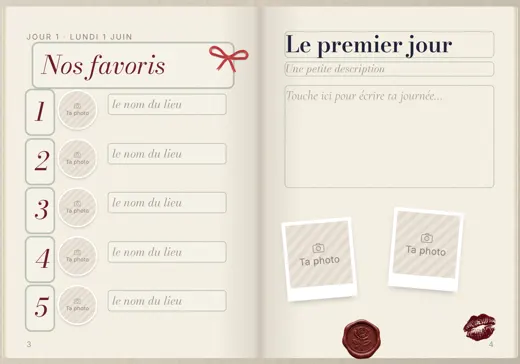 JOUR 1 · LUNDI 1 JUIN
Nos favoris
1
Ta photo
le nom du lieu
2
Ta photo
le nom du lieu
3
Ta photo
le nom du lieu
4
Ta photo
le nom du lieu
5
Ta photo
le nom du lieu
3
Le premier jour
Une petite description
Touche ici pour écrire ta journée...
Ta photo
Ta photo
4